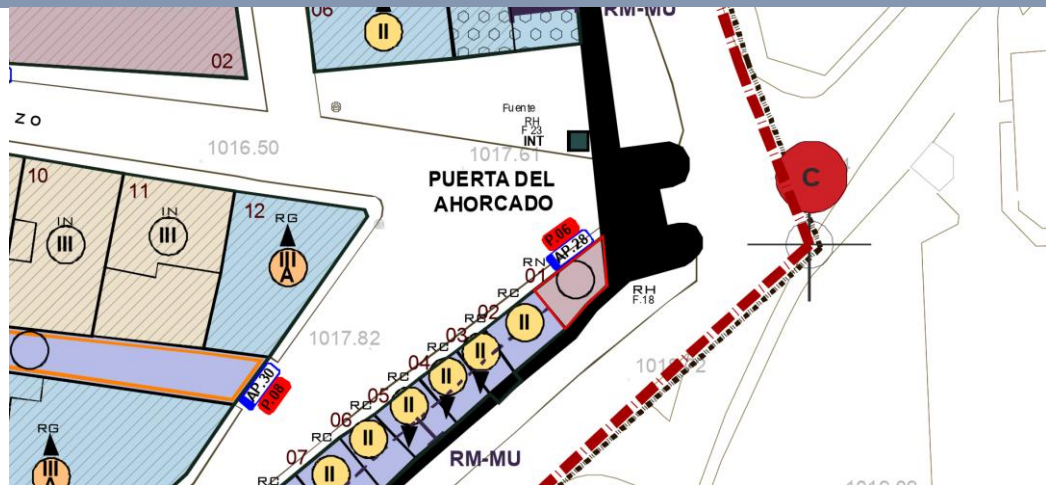 06
II
RM-MU
02
zo
Fuente
RH
F.23
INT
1016.50
1017.61
PUERTA DEL
AHORCADO
C
10
11
12
IN
III
IN
III
RG
III
A
P.06
AP.28
RN
01
RC
02
II
RH
F.18
1017.82
RC
03
II
RC
04
II
RC
05
II
RC
06
II
RC
07
II
RC
AP.30
P.08
RG
III
A
RM-MU